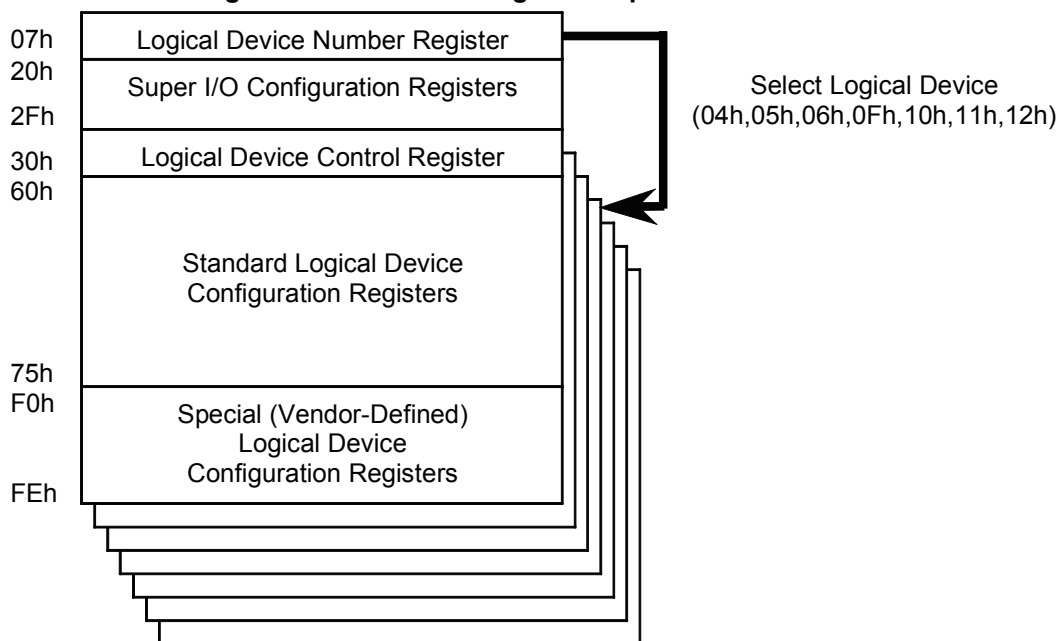 07h
Logical Device Number Register
20h
Super I/O Configuration Registers
2Fh
Select Logical Device
(04h,05h,06h,0Fh,10h,11h,12h)
30h
Logical Device Control Register
60h
Standard Logical Device
Configuration Registers
75h
F0h
Special (Vendor-Defined)
Logical Device
Configuration Registers
FEh